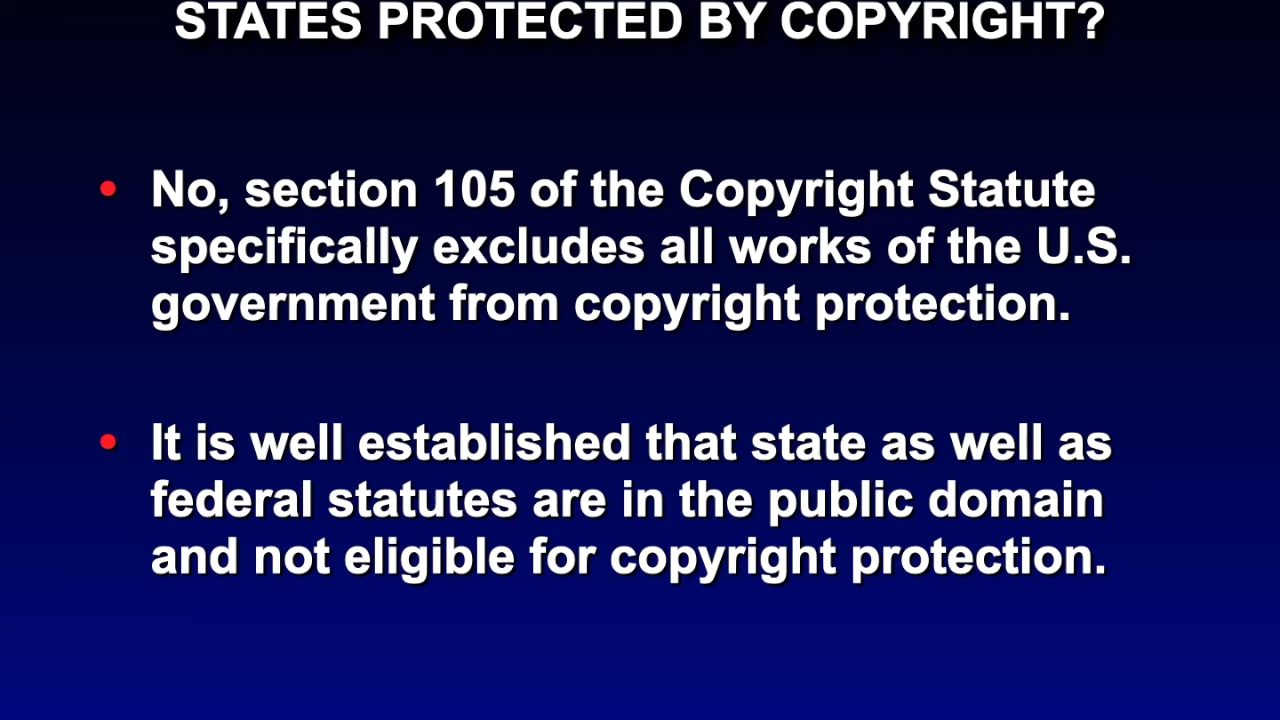 STATES PROTECTED BY COPYRIGHT?
• No, section 105 of the Copyright Statute
specifically excludes all works of the U.S.
government from copyright protection.
• It is well established that state as well as
federal statutes are in the public domain
and not eligible for copyright protection.